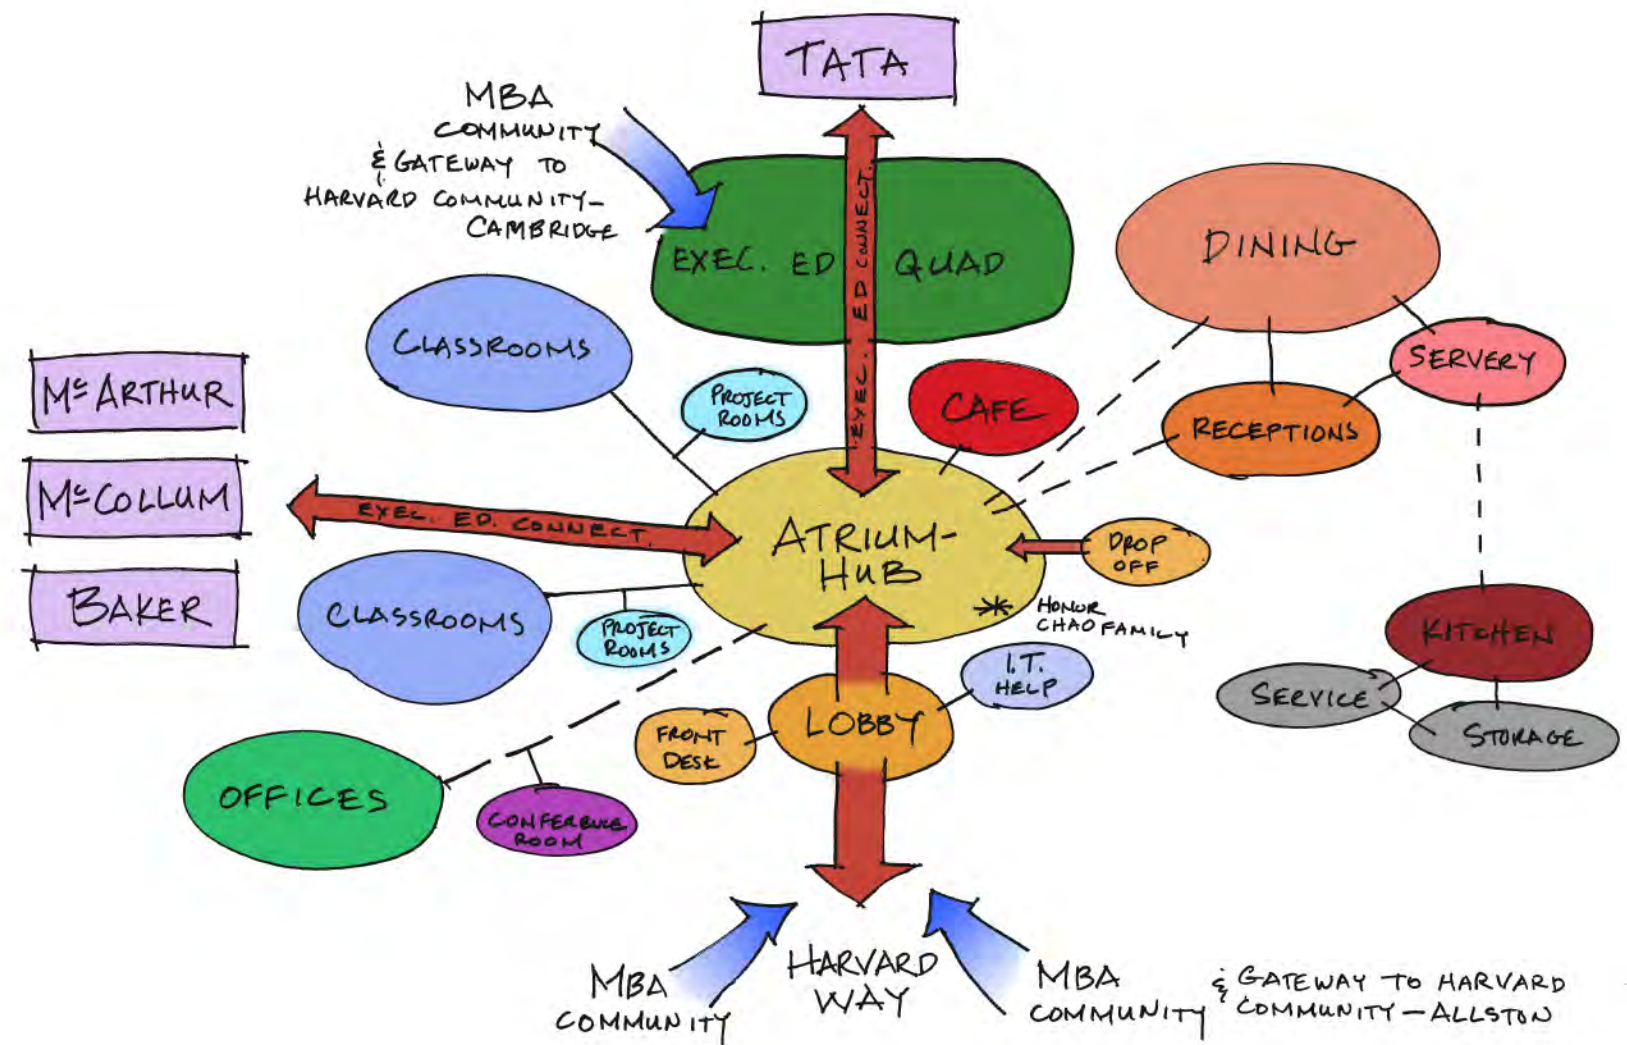 TATA
MBA
COMMUNITY
& GATEWAY TO
HARVARD COMMUNITY-
CAMBRIDGE
EXEC. ED QUAD
EXEC. ED CONNECT.
DINING
CLASSROOMS
SERVERY
McARTHUR
PROJECT
ROOMS
CAFE
RECEPTIONS
McCOLLUM
EXEC. ED. CONNECT.
ATRIUM-
HUB
DROP
OFF
BAKER
CLASSROOMS
PROJECT
ROOMS
HONOR
CHAO FAMILY
KITCHEN
I.T.
HELP
SERVICE
STORAGE
FRONT
DESK
LOBBY
OFFICES
CONFERENCE
ROOM
MBA
COMMUNITY
HARVARD
WAY
MBA
COMMUNITY
& GATEWAY TO HARVARD
COMMUNITY - ALLSTON